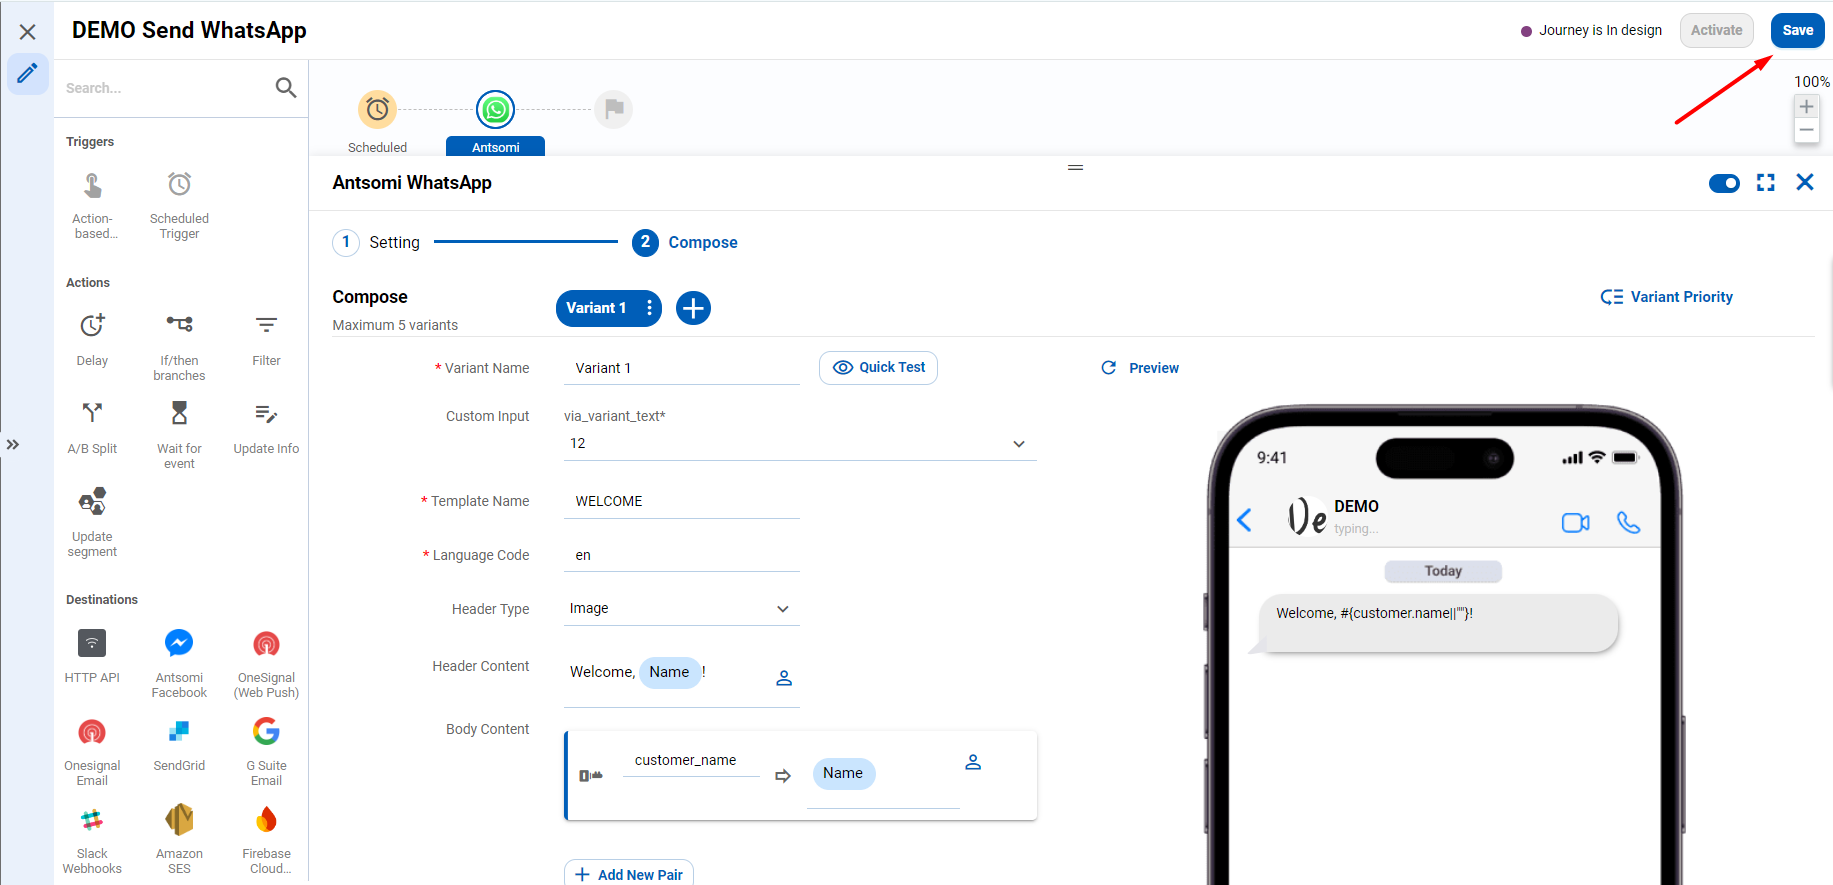 DEMO Send WhatsApp
Journey is In design
Activate
Save
Search...
100%
Scheduled
Antsomi
Triggers
Action-
based...
Scheduled
Trigger
Actions
Delay
If/then
branches
Filter
A/B Split
Wait for
event
Update Info
Update
segment
Destinations
HTTP API
Antsomi
Facebook
OneSignal
(Web Push)
Onesignal
Email
SendGrid
G Suite
Email
Slack
Webhooks
Amazon
SES
Firebase
Cloud...
Antsomi WhatsApp
1 Setting
2 Compose
Compose
Maximum 5 variants
Variant 1
Variant Priority
* Variant Name
Variant 1
Quick Test
Preview
Custom Input
via_variant_text*
12
* Template Name
WELCOME
* Language Code
en
Header Type
Image
Header Content
Welcome, Name !
Body Content
customer_name
Name
Add New Pair
9:41
De
DEMO
typing...
Today
Welcome, #{customer.name||""}!